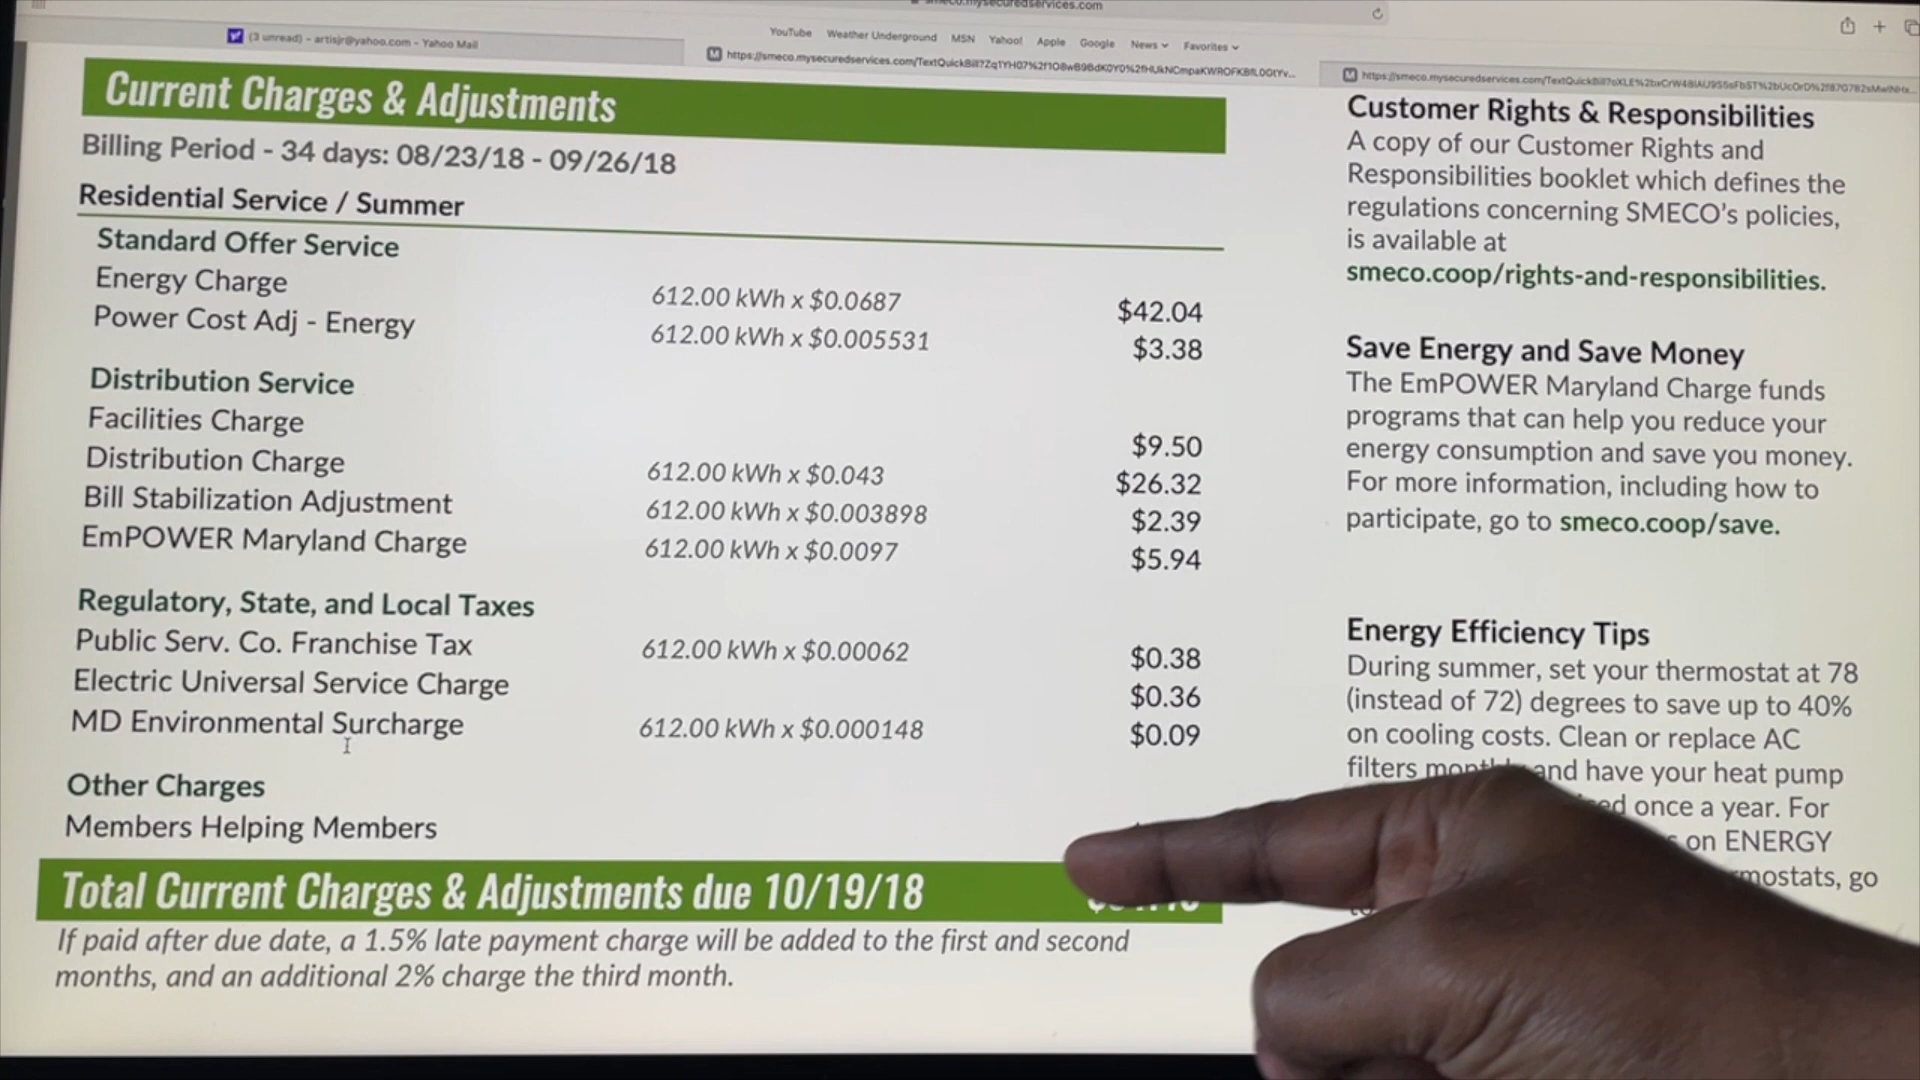 smeco.mysecuredservices.com
(3 unread) - artisjr@yahoo.com - Yahoo Mail
YouTube Weather Underground MSN Yahoo! Apple Google News Favorites
Current Charges & Adjustments
Billing Period - 34 days: 08/23/18 - 09/26/18
Residential Service / Summer
Standard Offer Service
Energy Charge 612.00 kWh x $0.0687 $42.04
Power Cost Adj - Energy 612.00 kWh x $0.005531 $3.38
Distribution Service
Facilities Charge $9.50
Distribution Charge 612.00 kWh x $0.043 $26.32
Bill Stabilization Adjustment 612.00 kWh x $0.003898 $2.39
EmPOWER Maryland Charge 612.00 kWh x $0.0097 $5.94
Regulatory, State, and Local Taxes
Public Serv. Co. Franchise Tax 612.00 kWh x $0.00062 $0.38
Electric Universal Service Charge $0.36
MD Environmental Surcharge 612.00 kWh x $0.000148 $0.09
Other Charges
Members Helping Members
Total Current Charges & Adjustments due 10/19/18
If paid after due date, a 1.5% late payment charge will be added to the first and second
months, and an additional 2% charge the third month.
Customer Rights & Responsibilities
A copy of our Customer Rights and
Responsibilities booklet which defines the
regulations concerning SMECO's policies,
is available at
smeco.coop/rights-and-responsibilities.
Save Energy and Save Money
The EmPOWER Maryland Charge funds
programs that can help you reduce your
energy consumption and save you money.
For more information, including how to
participate, go to smeco.coop/save.
Energy Efficiency Tips
During summer, set your thermostat at 78
(instead of 72) degrees to save up to 40%
on cooling costs. Clean or replace AC
filters monthly and have your heat pump
once a year. For
on ENERGY
go